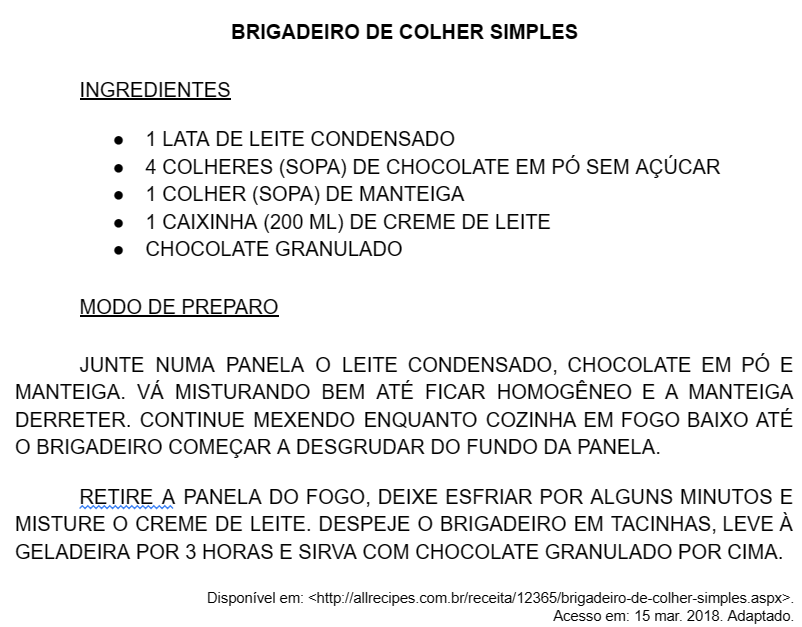 BRIGADEIRO DE COLHER SIMPLES
INGREDIENTES
● 1 LATA DE LEITE CONDENSADO
● 4 COLHERES (SOPA) DE CHOCOLATE EM PÓ SEM AÇÚCAR
● 1 COLHER (SOPA) DE MANTEIGA
● 1 CAIXINHA (200 ML) DE CREME DE LEITE
● CHOCOLATE GRANULADO
MODO DE PREPARO
JUNTE NUMA PANELA O LEITE CONDENSADO, CHOCOLATE EM PÓ E
MANTEIGA. VÁ MISTURANDO BEM ATÉ FICAR HOMOGÊNEO E A MANTEIGA
DERRETER. CONTINUE MEXENDO ENQUANTO COZINHA EM FOGO BAIXO ATÉ
O BRIGADEIRO COMEÇAR A DESGRUDAR DO FUNDO DA PANELA.
RETIRE A PANELA DO FOGO, DEIXE ESFRIAR POR ALGUNS MINUTOS E
MISTURE O CREME DE LEITE. DESPEJE O BRIGADEIRO EM TACINHAS, LEVE À
GELADEIRA POR 3 HORAS E SIRVA COM CHOCOLATE GRANULADO POR CIMA.
Disponível em: <http://allrecipes.com.br/receita/12365/brigadeiro-de-colher-simples.aspx>.
Acesso em: 15 mar. 2018. Adaptado.